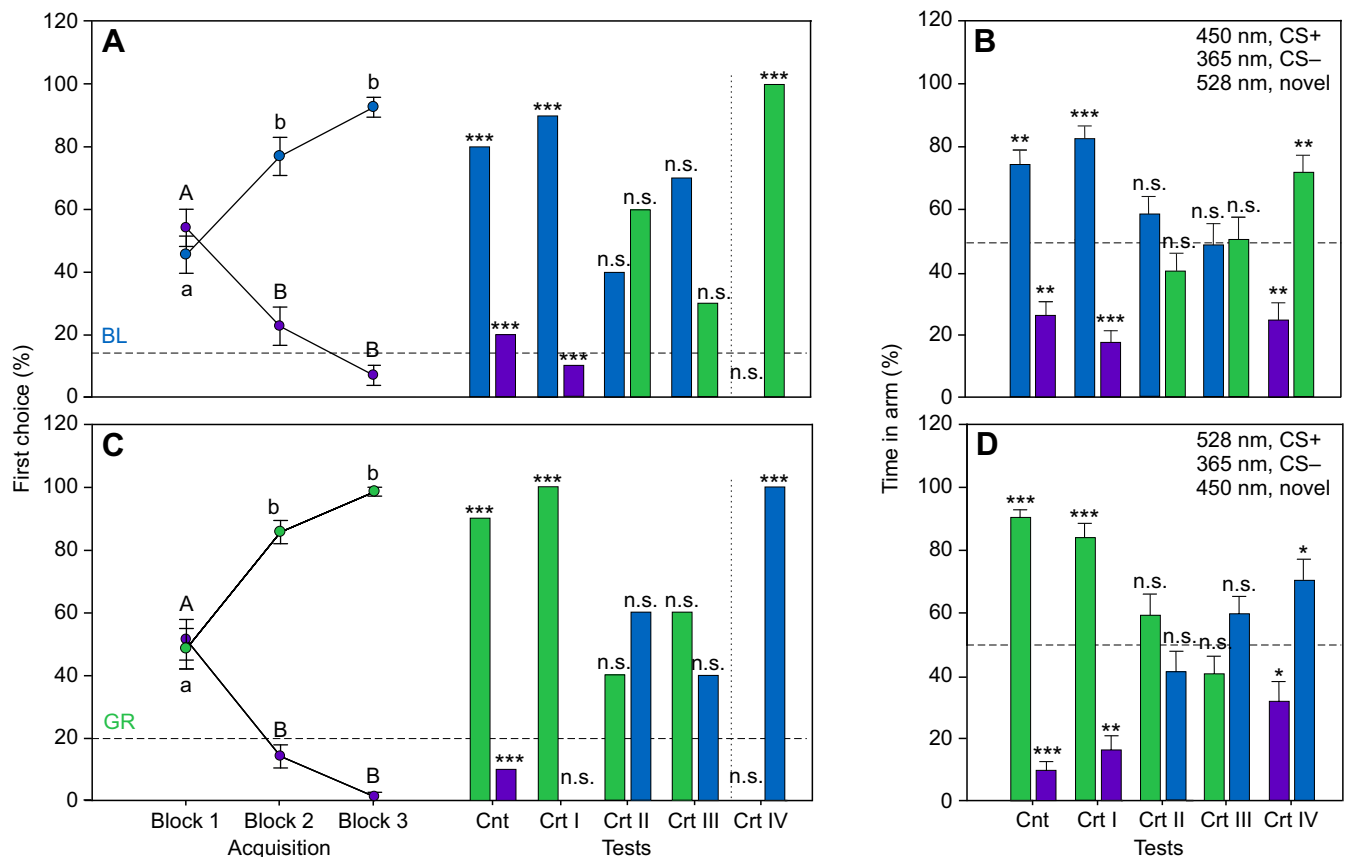 120
100
80
60
40
20
0
A
A
a
b
B
b
B
BL
***
***
***
***
n.s.
n.s.
n.s.
n.s.
n.s.
***
B
450 nm, CS+
365 nm, CS–
528 nm, novel
120
100
80
60
40
20
0
**
**
***
***
n.s.
n.s.
n.s.
n.s.
**
**
First choice (%)
Time in arm (%)
120
100
80
60
40
20
0
C
A
a
b
B
b
B
GR
***
***
***
n.s.
n.s.
n.s.
n.s.
n.s.
n.s.
***
Block 1 Block 2 Block 3 Cnt Crt I Crt II Crt III Crt IV
Acquisition Tests
D
528 nm, CS+
365 nm, CS–
450 nm, novel
120
100
80
60
40
20
0
***
***
***
**
n.s.
n.s.
n.s
n.s.
*
*
Cnt Crt I Crt II Crt III Crt IV
Tests